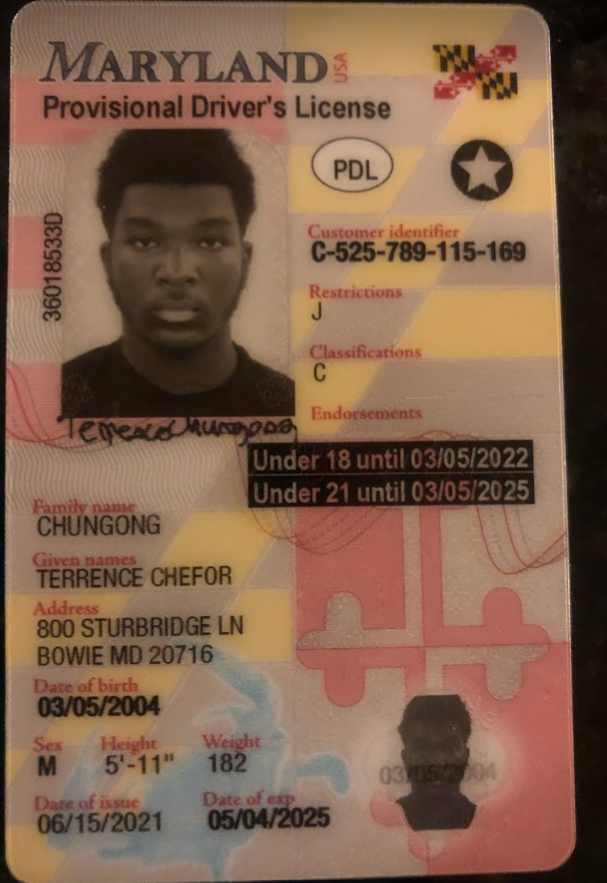 MARYLAND USA
Provisional Driver's License
PDL
36018533D
Customer identifier
C-525-789-115-169
Restrictions
J
Classifications
C
Endorsements
Terrence Chungong
Under 18 until 03/05/2022
Under 21 until 03/05/2025
Family name
CHUNGONG
Given names
TERRENCE CHEFOR
Address
800 STURBRIDGE LN
BOWIE MD 20716
Date of birth
03/05/2004
Sex Height Weight
M 5'-11" 182
03/05/2004
Date of issue Date of exp
06/15/2021 05/04/2025